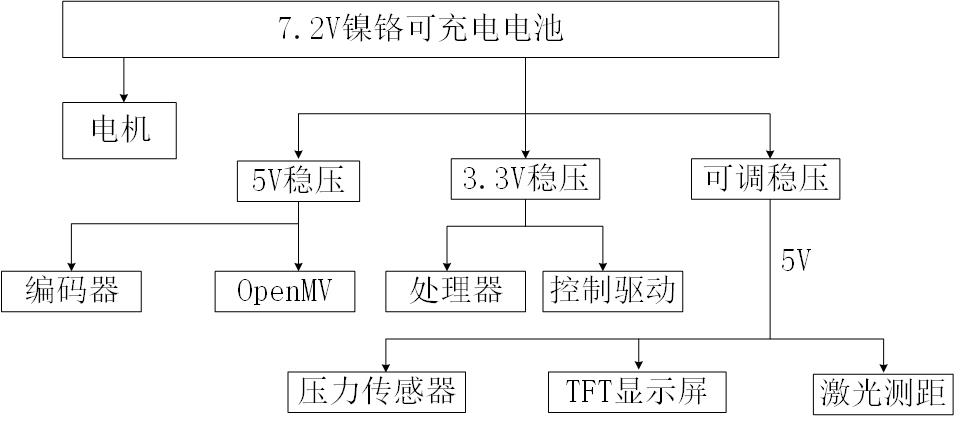 7.2V镍铬可充电电池
电机
5V稳压
3.3V稳压
可调稳压
5V
编码器
OpenMV
处理器
控制驱动
压力传感器
TFT显示屏
激光测距